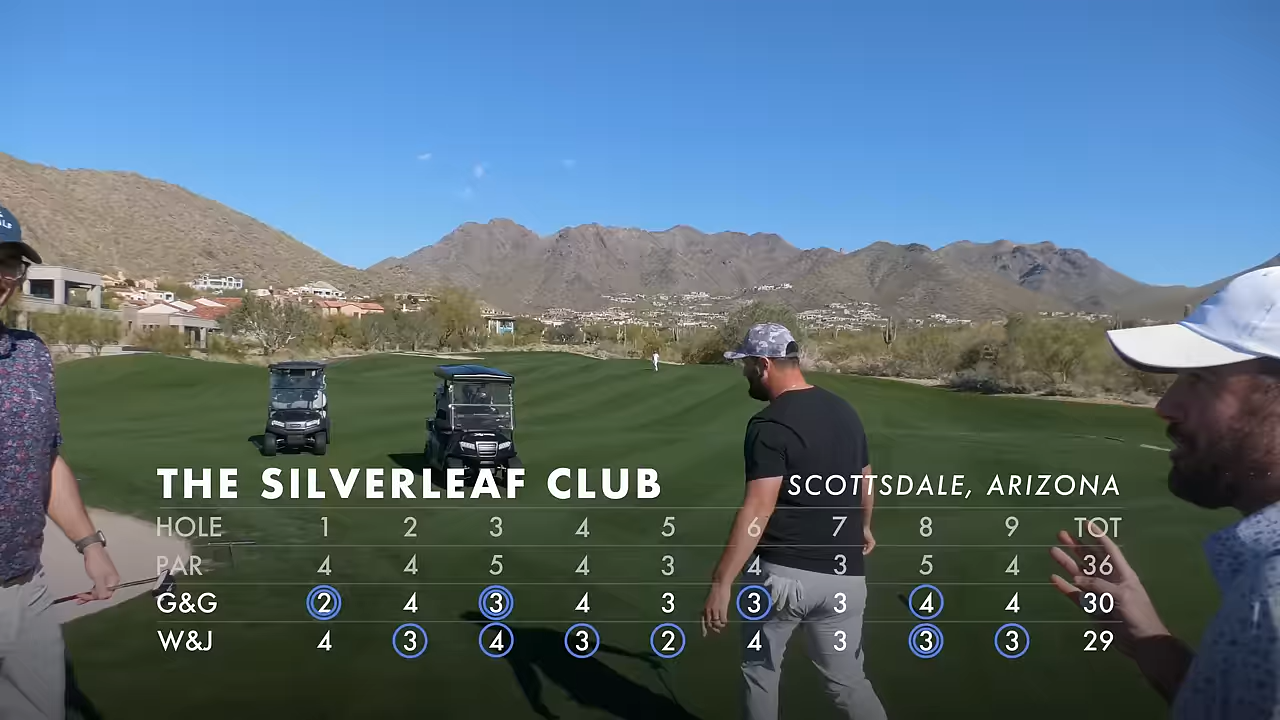 THE SILVERLEAF CLUB SCOTTSDALE, ARIZONA
HOLE 1 2 3 4 5 6 7 8 9 TOT
PAR 4 4 5 4 3 4 3 5 4 36
G&G 2 4 3 4 3 3 3 4 4 30
W&J 4 3 4 3 2 4 3 3 3 29